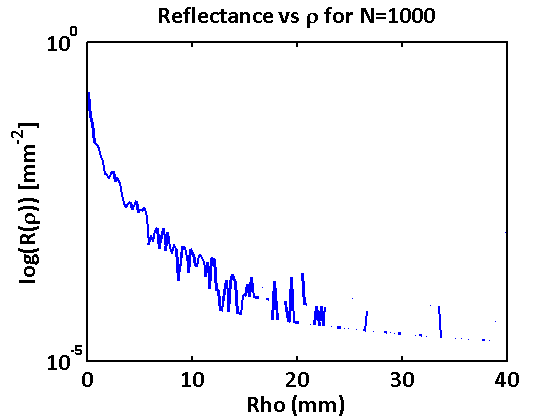 Reflectance vs ρ for N=1000
10^0
log(R(ρ)) [mm^-2]
10^-5
0 10 20 30 40
Rho (mm)